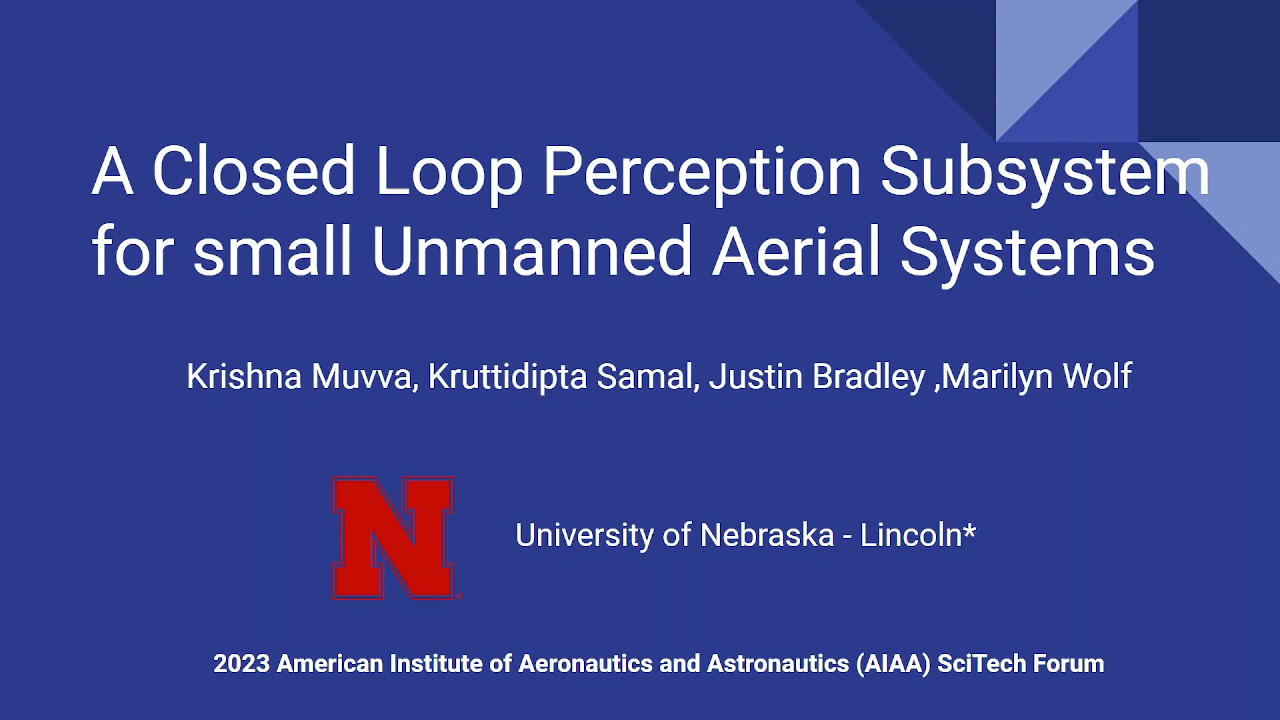 A Closed Loop Perception Subsystem
for small Unmanned Aerial Systems
Krishna Muvva, Kruttidipta Samal, Justin Bradley ,Marilyn Wolf
N
University of Nebraska - Lincoln*
2023 American Institute of Aeronautics and Astronautics (AIAA) SciTech Forum